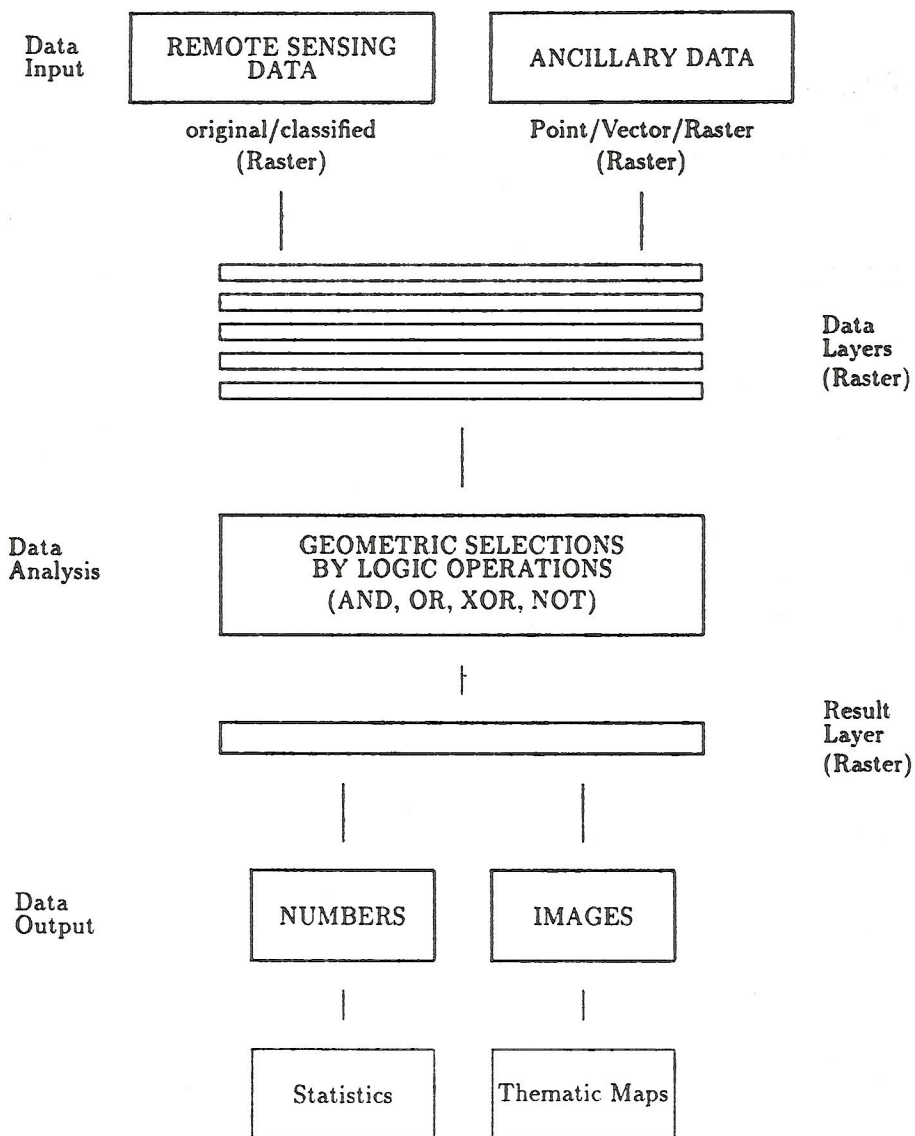 Data
Input
REMOTE SENSING
DATA
ANCILLARY DATA
original/classified
(Raster)
Point/Vector/Raster
(Raster)
Data
Layers
(Raster)
Data
Analysis
GEOMETRIC SELECTIONS
BY LOGIC OPERATIONS
(AND, OR, XOR, NOT)
Result
Layer
(Raster)
Data
Output
NUMBERS
IMAGES
Statistics
Thematic Maps